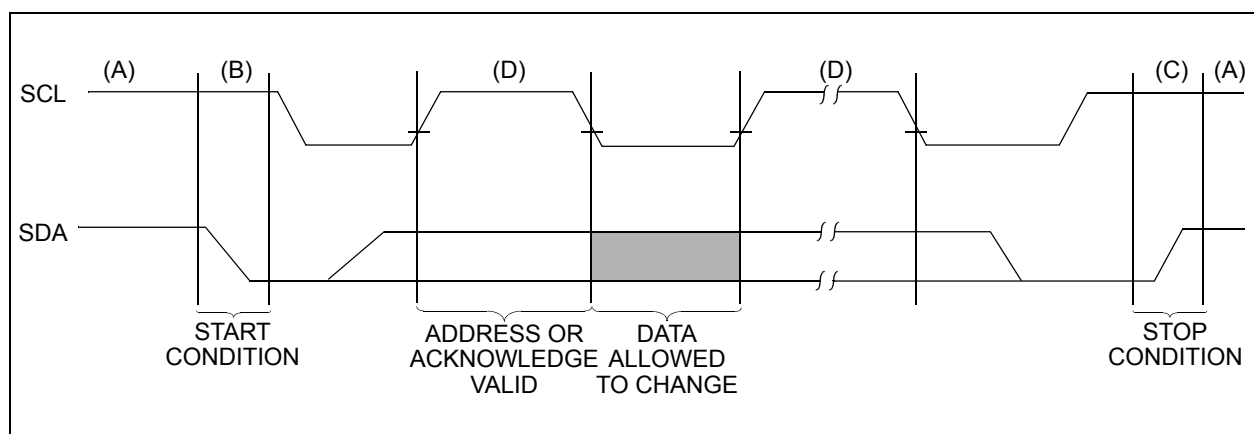 (A) (B) (D) (D) (C) (A)
SCL
SDA
START
CONDITION
ADDRESS OR
ACKNOWLEDGE
VALID
DATA
ALLOWED
TO CHANGE
STOP
CONDITION